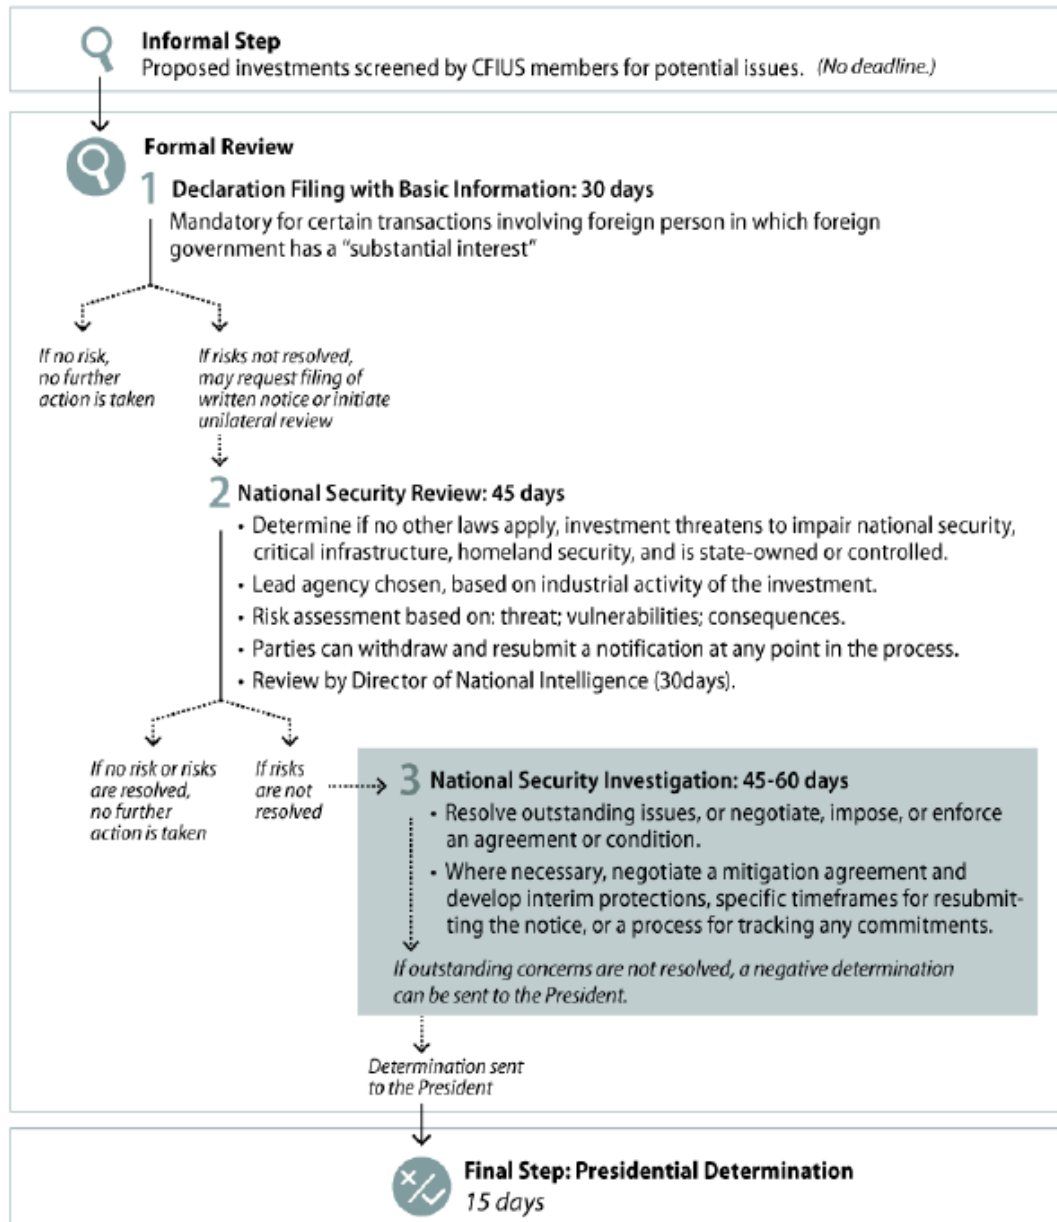 Informal Step
Proposed investments screened by CFIUS members for potential issues. (No deadline.)
Formal Review
1 Declaration Filing with Basic Information: 30 days
Mandatory for certain transactions involving foreign person in which foreign
government has a “substantial interest”
If no risk,
no further
action is taken
If risks not resolved,
may request filing of
written notice or initiate
unilateral review
2 National Security Review: 45 days
• Determine if no other laws apply, investment threatens to impair national security,
critical infrastructure, homeland security, and is state-owned or controlled.
• Lead agency chosen, based on industrial activity of the investment.
• Risk assessment based on: threat; vulnerabilities; consequences.
• Parties can withdraw and resubmit a notification at any point in the process.
• Review by Director of National Intelligence (30days).
If no risk or risks
are resolved,
no further
action is taken
If risks
are not
resolved
3 National Security Investigation: 45-60 days
• Resolve outstanding issues, or negotiate, impose, or enforce
an agreement or condition.
• Where necessary, negotiate a mitigation agreement and
develop interim protections, specific timeframes for resubmit-
ting the notice, or a process for tracking any commitments.
If outstanding concerns are not resolved, a negative determination
can be sent to the President.
Determination sent
to the President
Final Step: Presidential Determination
15 days